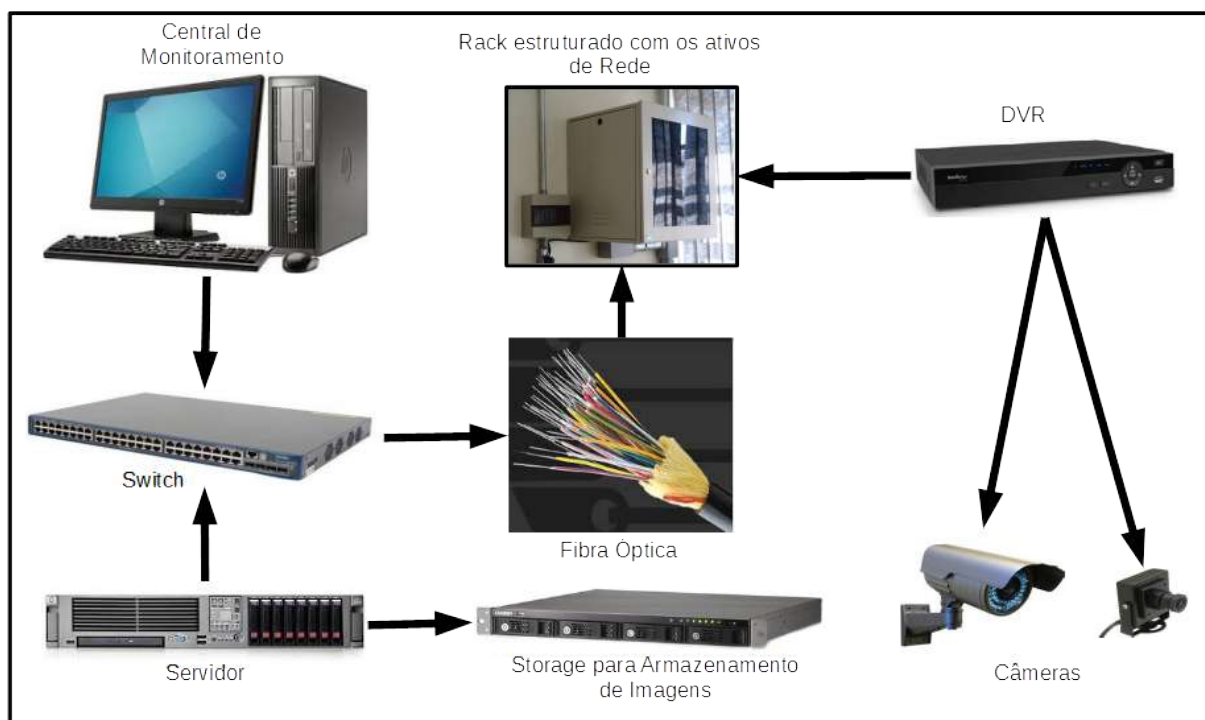 Central de
Monitoramento
Rack estruturado com os ativos
de Rede
DVR
Switch
Fibra Óptica
Servidor
Storage para Armazenamento
de Imagens
Câmeras